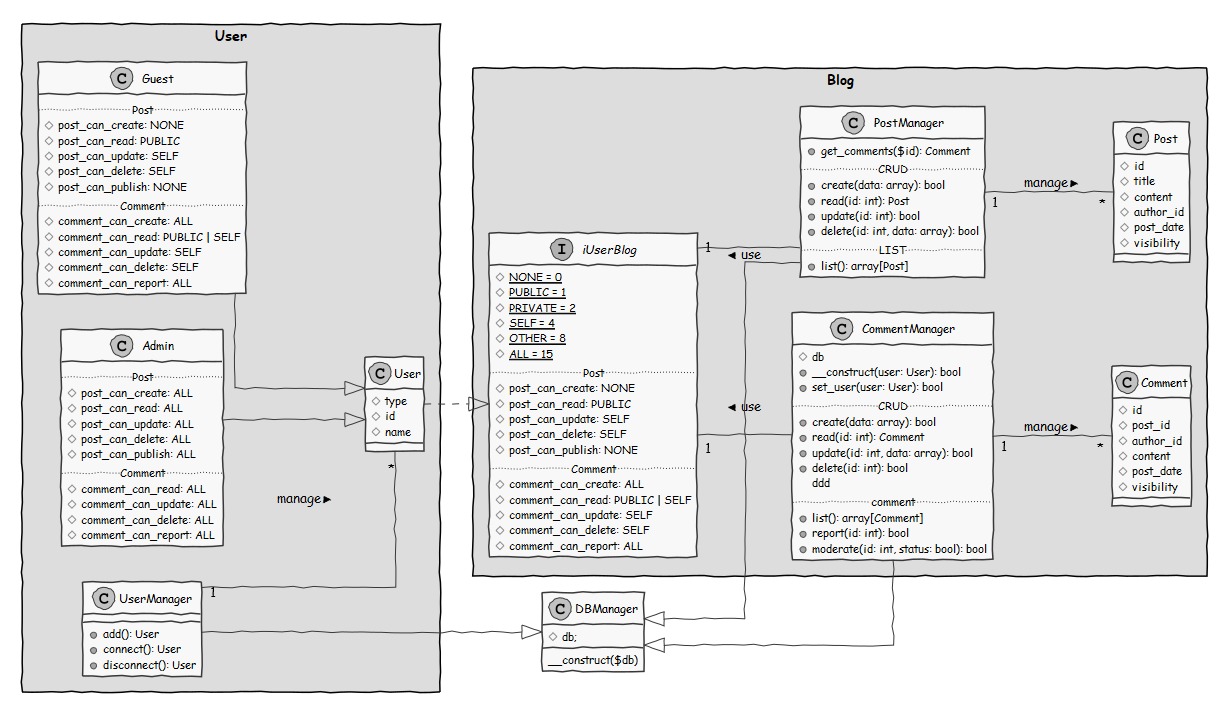 User
C Guest
Post
post_can_create: NONE
post_can_read: PUBLIC
post_can_update: SELF
post_can_delete: SELF
post_can_publish: NONE
Comment
comment_can_create: ALL
comment_can_read: PUBLIC | SELF
comment_can_update: SELF
comment_can_delete: SELF
comment_can_report: ALL
C Admin
Post
post_can_create: ALL
post_can_read: ALL
post_can_update: ALL
post_can_delete: ALL
post_can_publish: ALL
Comment
comment_can_read: ALL
comment_can_update: ALL
comment_can_delete: ALL
comment_can_report: ALL
C User
type
id
name
*
manage ►
1
C UserManager
add(): User
connect(): User
disconnect(): User
Blog
I iUserBlog
NONE = 0
PUBLIC = 1
PRIVATE = 2
SELF = 4
OTHER = 8
ALL = 15
Post
post_can_create: NONE
post_can_read: PUBLIC
post_can_update: SELF
post_can_delete: SELF
post_can_publish: NONE
Comment
comment_can_create: ALL
comment_can_read: PUBLIC | SELF
comment_can_update: SELF
comment_can_delete: SELF
comment_can_report: ALL
1
◄ use
◄ use
1
C PostManager
get_comments($id): Comment
CRUD
create(data: array): bool
read(id: int): Post
update(id: int): bool
delete(id: int, data: array): bool
LIST
list(): array[Post]
manage ►
1
*
C Post
id
title
content
author_id
post_date
visibility
C CommentManager
db
__construct(user: User): bool
set_user(user: User): bool
CRUD
create(data: array): bool
read(id: int): Comment
update(id: int, data: array): bool
delete(id: int): bool
ddd
comment
list(): array[Comment]
report(id: int): bool
moderate(id: int, status: bool): bool
manage ►
1
*
C Comment
id
post_id
author_id
content
post_date
visibility
C DBManager
db;
__construct($db)